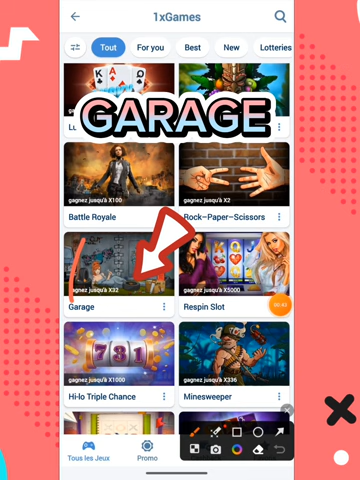 1xGames
Tout
For you
Best
New
Lotteries
GARAGE
Lu
gagnez jusqu'à X100
gagnez jusqu'à X2
Battle Royale
Rock–Paper–Scissors
gagnez jusqu'à X32
gagnez jusqu'à X5000
Garage
Respin Slot
gagnez jusqu'à X1000
gagnez jusqu'à X336
Hi-lo Triple Chance
Minesweeper
Tous les Jeux
Promo